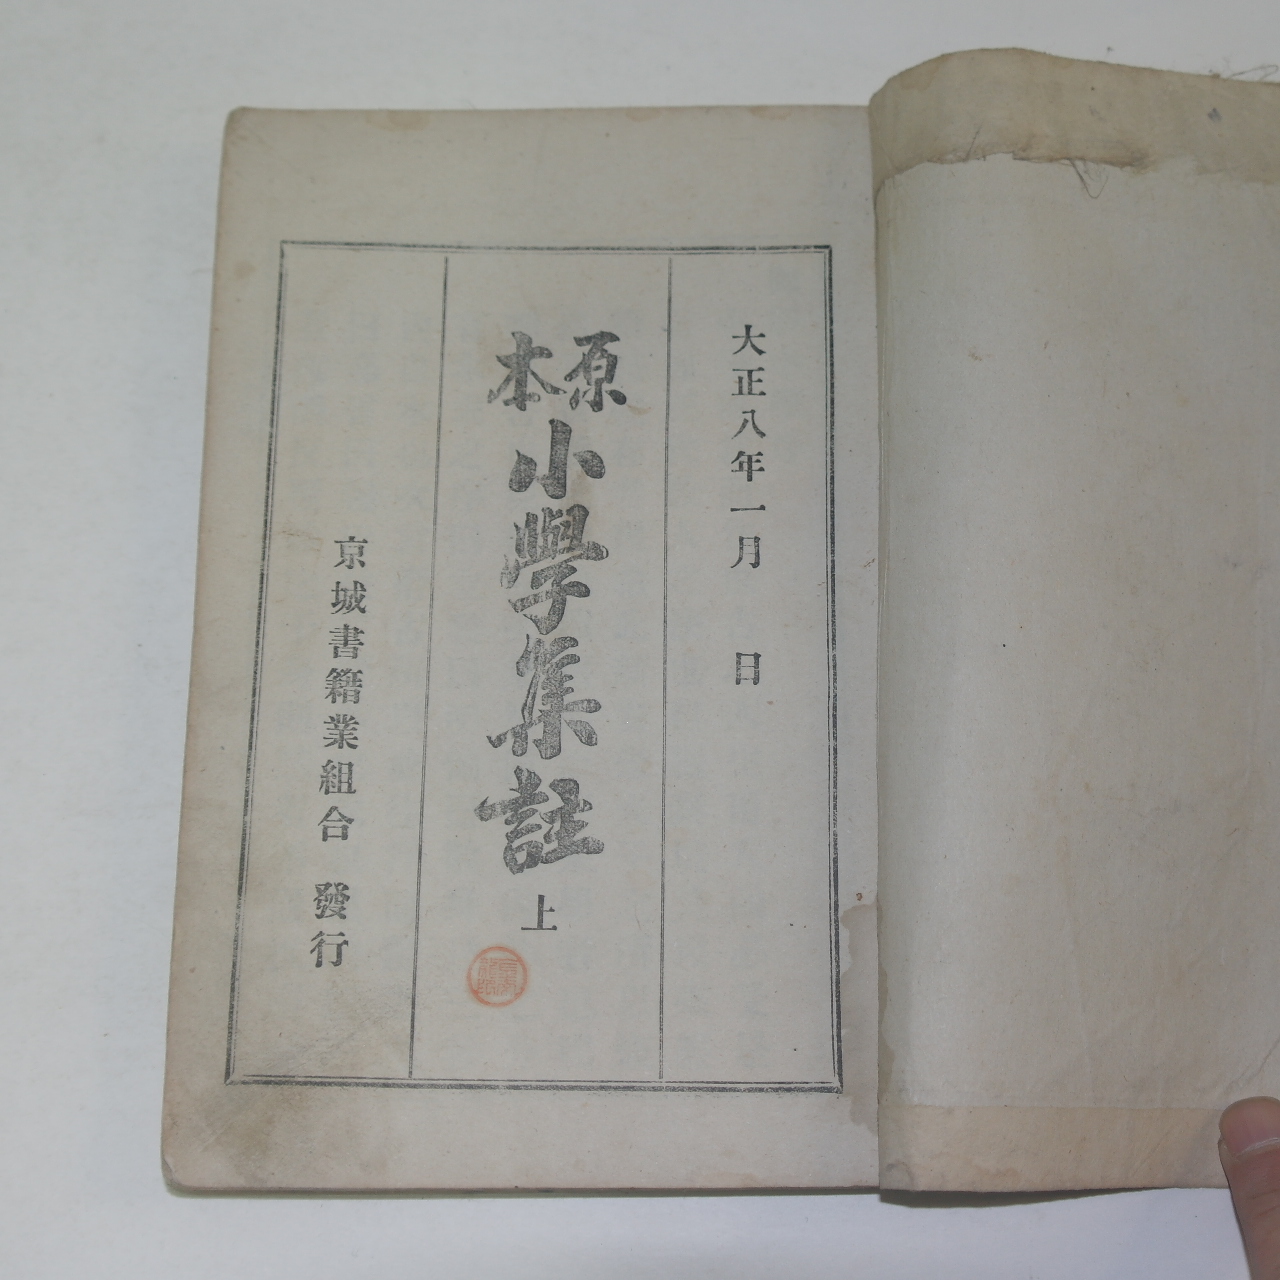 大正八年一月 日
原本
小學集註 上
京城書籍業組合 發行